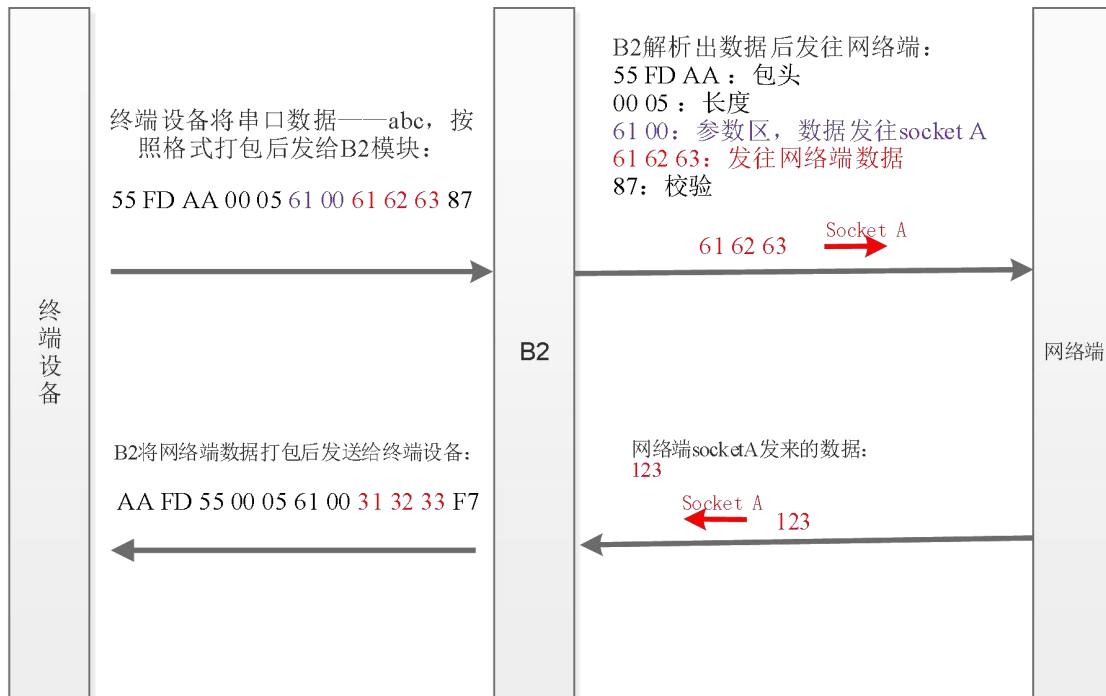 终端设备
终端设备将串口数据——abc，按
照格式打包后发给B2模块：
55 FD AA 00 05 61 00 61 62 63 87
B2
B2解析出数据后发往网络端：
55 FD AA：包头
00 05：长度
61 00：参数区，数据发往socket A
61 62 63：发往网络端数据
87：校验
61 62 63
Socket A
网络端
B2将网络端数据打包后发送给终端设备：
AA FD 55 00 05 61 00 31 32 33 F7
网络端socketA发来的数据：
123
Socket A
123